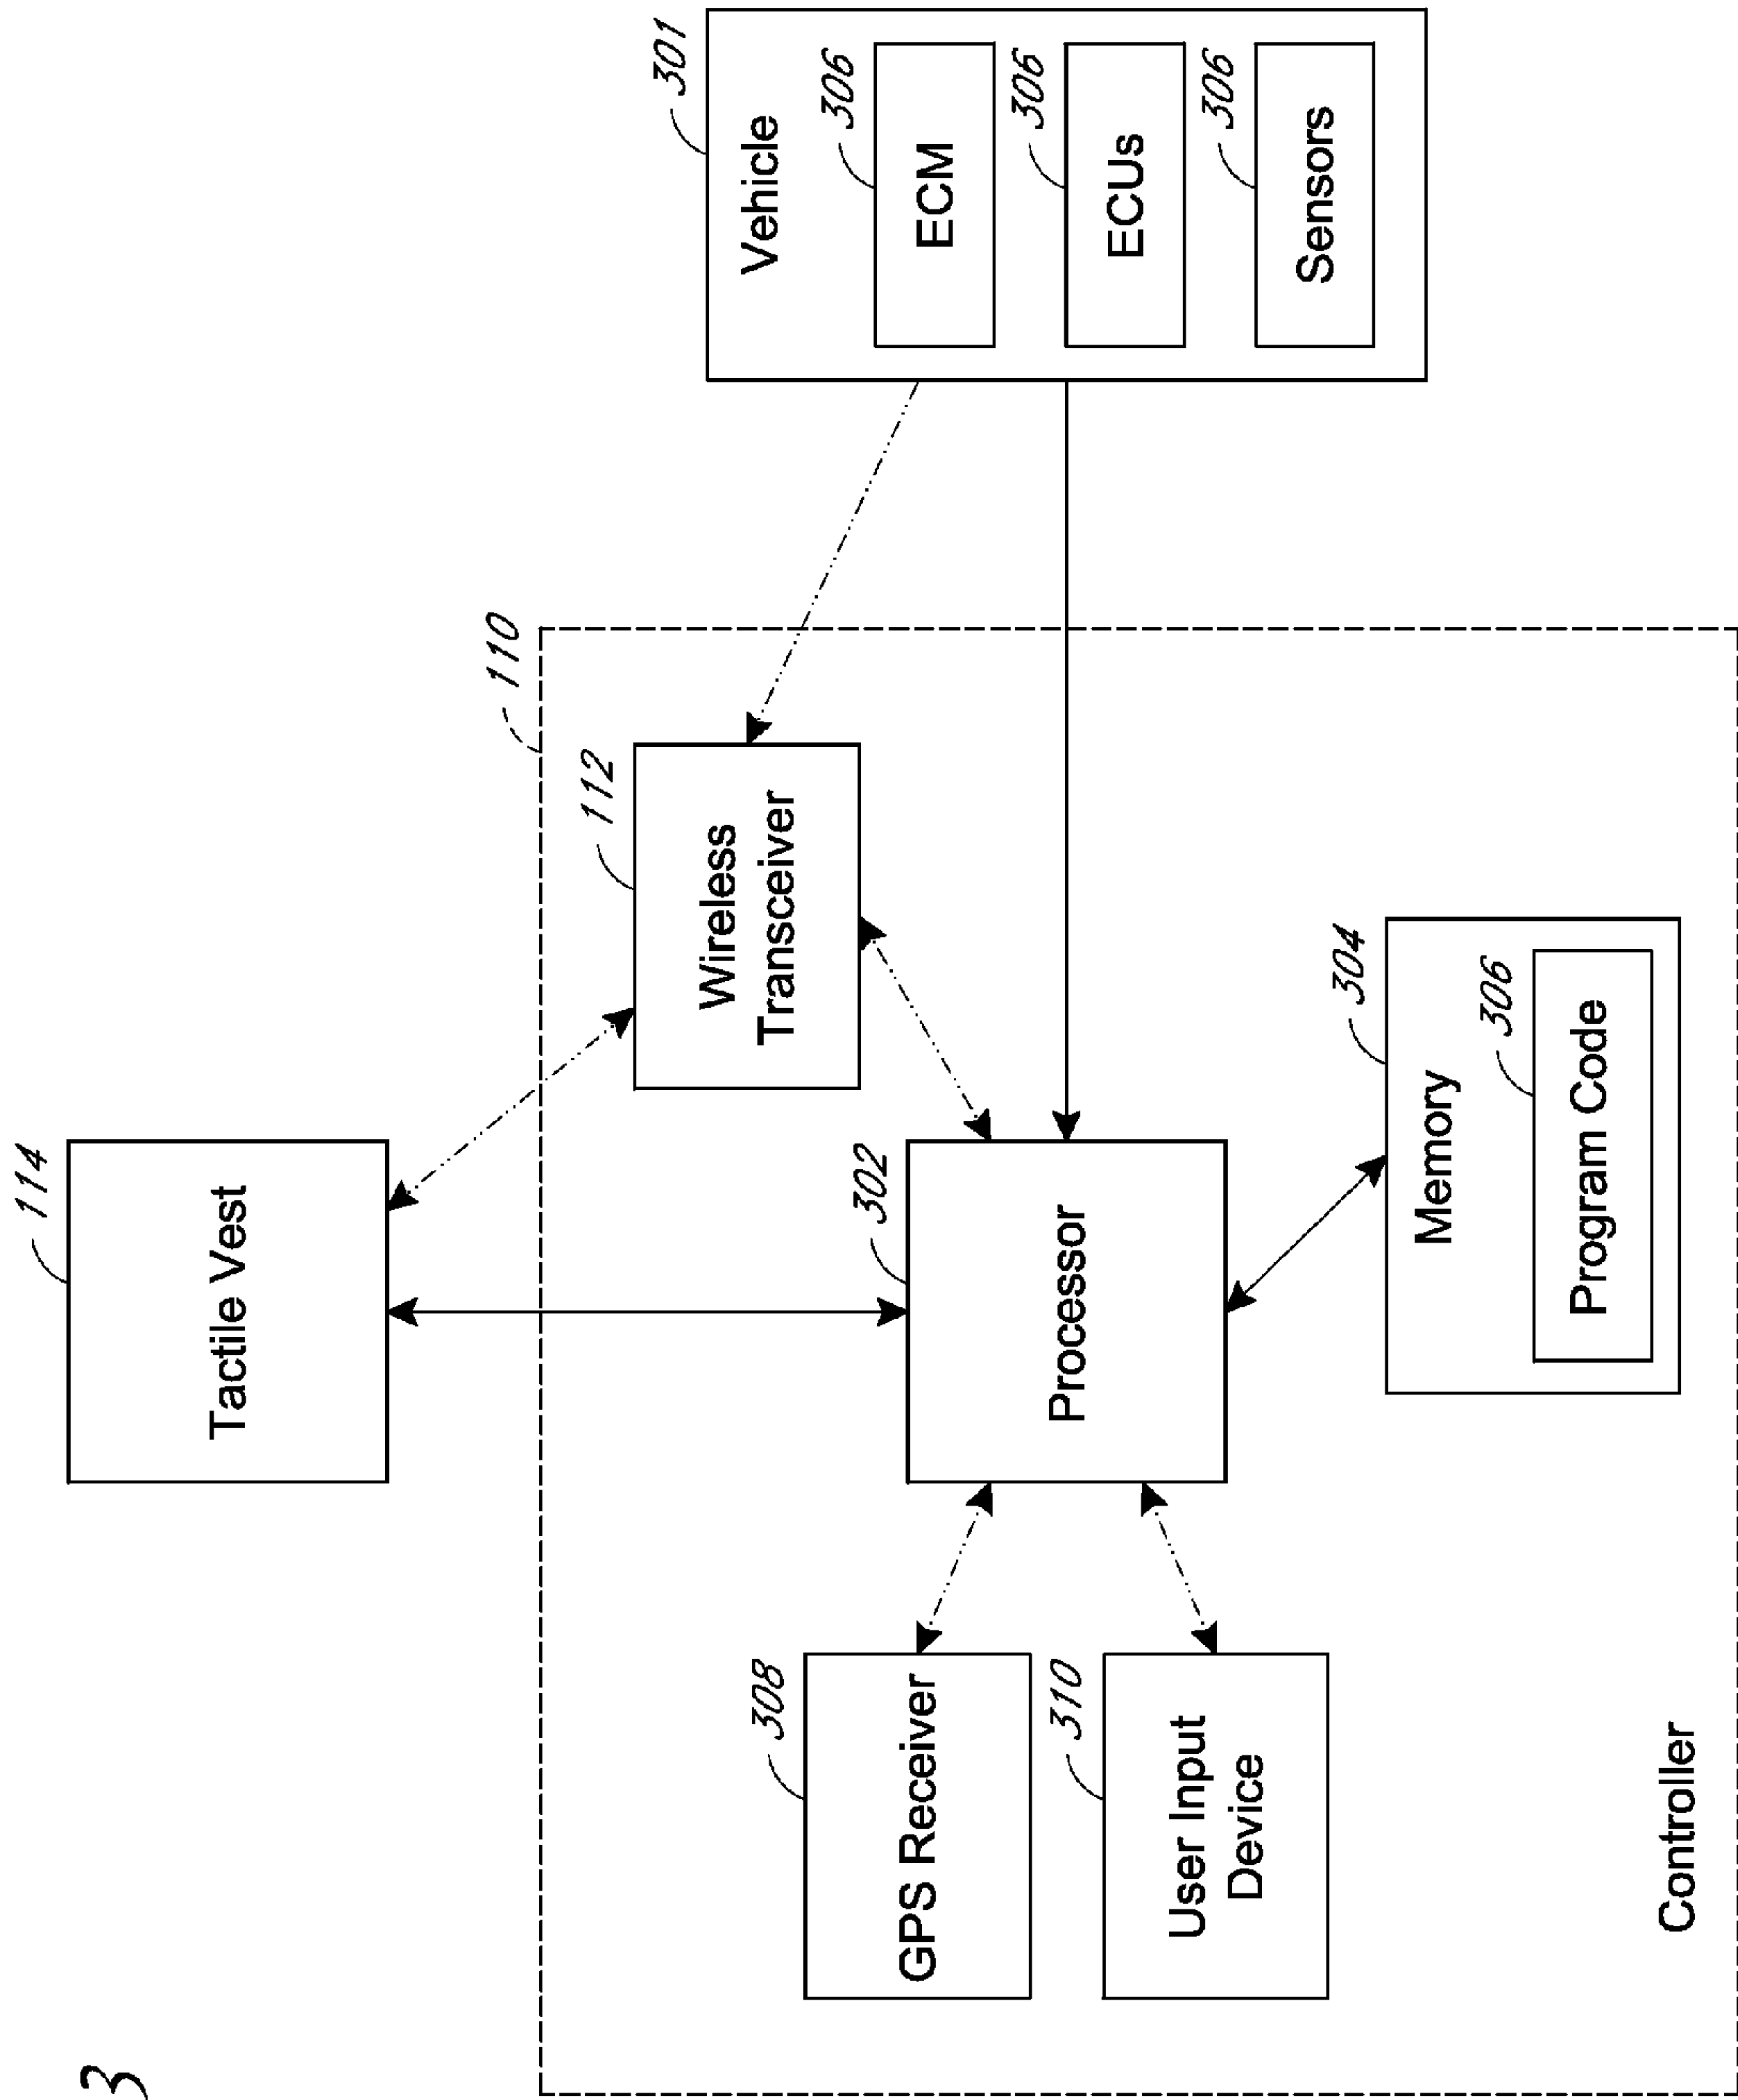 3
114
Tactile Vest
110
112
Wireless
Transceiver
301
Vehicle
306
ECM
306
ECUs
306
Sensors
302
Processor
308
GPS Receiver
310
User Input
Device
304
Memory
306
Program Code
Controller